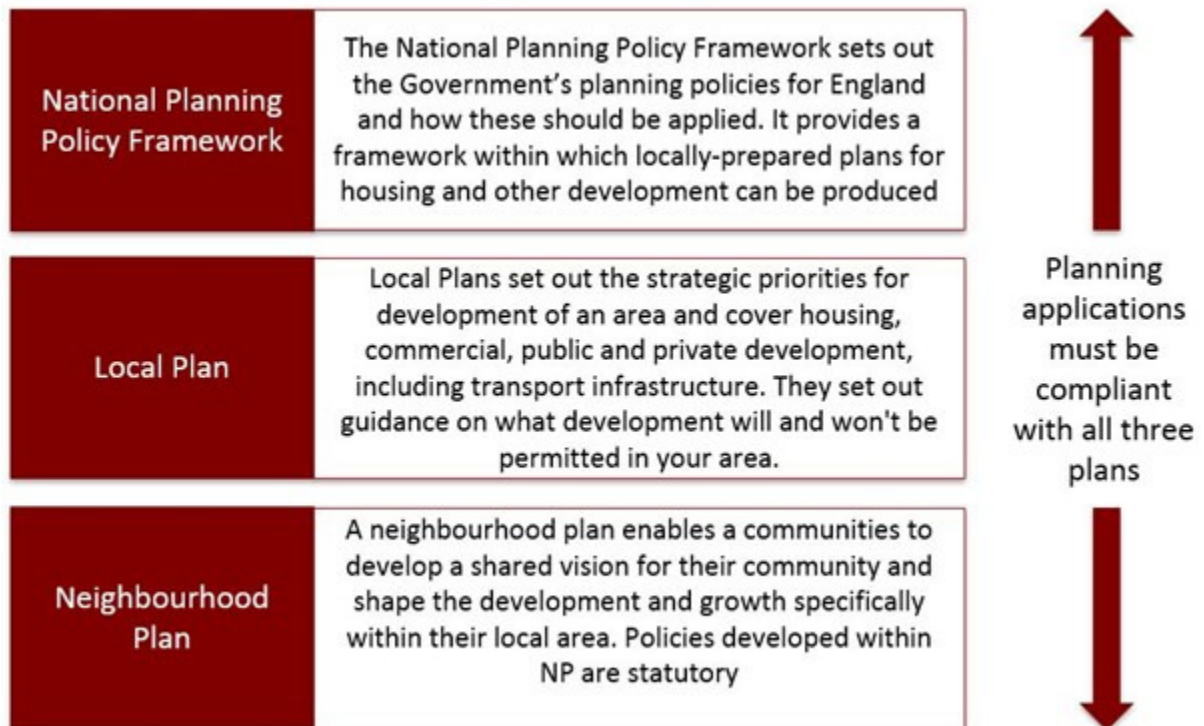 National Planning
Policy Framework
The National Planning Policy Framework sets out
the Government’s planning policies for England
and how these should be applied. It provides a
framework within which locally-prepared plans for
housing and other development can be produced
Local Plan
Local Plans set out the strategic priorities for
development of an area and cover housing,
commercial, public and private development,
including transport infrastructure. They set out
guidance on what development will and won't be
permitted in your area.
Neighbourhood
Plan
A neighbourhood plan enables a communities to
develop a shared vision for their community and
shape the development and growth specifically
within their local area. Policies developed within
NP are statutory
Planning
applications
must be
compliant
with all three
plans